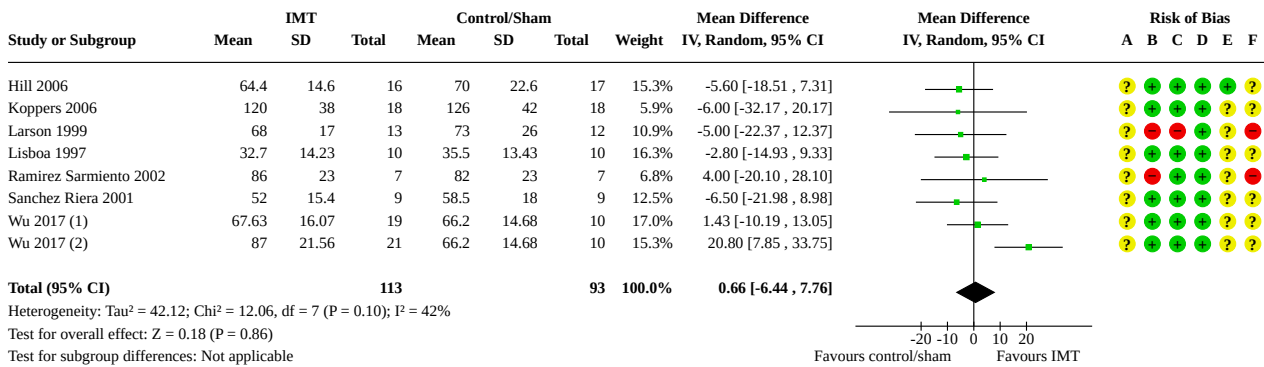 IMT Control/Sham Mean Difference Mean Difference Risk of Bias
Study or Subgroup Mean SD Total Mean SD Total Weight IV, Random, 95% CI IV, Random, 95% CI A B C D E F
Hill 2006 64.4 14.6 16 70 22.6 17 15.3% -5.60 [-18.51 , 7.31] ? + + + + ?
Koppers 2006 120 38 18 126 42 18 5.9% -6.00 [-32.17 , 20.17] ? + + + ? ?
Larson 1999 68 17 13 73 26 12 10.9% -5.00 [-22.37 , 12.37] ? − − + ? −
Lisboa 1997 32.7 14.23 10 35.5 13.43 10 16.3% -2.80 [-14.93 , 9.33] ? + + + ? ?
Ramirez Sarmiento 2002 86 23 7 82 23 7 6.8% 4.00 [-20.10 , 28.10] ? − + + ? −
Sanchez Riera 2001 52 15.4 9 58.5 18 9 12.5% -6.50 [-21.98 , 8.98] ? + + + ? ?
Wu 2017 (1) 67.63 16.07 19 66.2 14.68 10 17.0% 1.43 [-10.19 , 13.05] ? + + + ? ?
Wu 2017 (2) 87 21.56 21 66.2 14.68 10 15.3% 20.80 [7.85 , 33.75] ? + + + ? ?
Total (95% CI) 113 93 100.0% 0.66 [-6.44 , 7.76]
Heterogeneity: Tau² = 42.12; Chi² = 12.06, df = 7 (P = 0.10); I² = 42%
Test for overall effect: Z = 0.18 (P = 0.86)
-20 -10 0 10 20
Test for subgroup differences: Not applicable
Favours control/sham Favours IMT